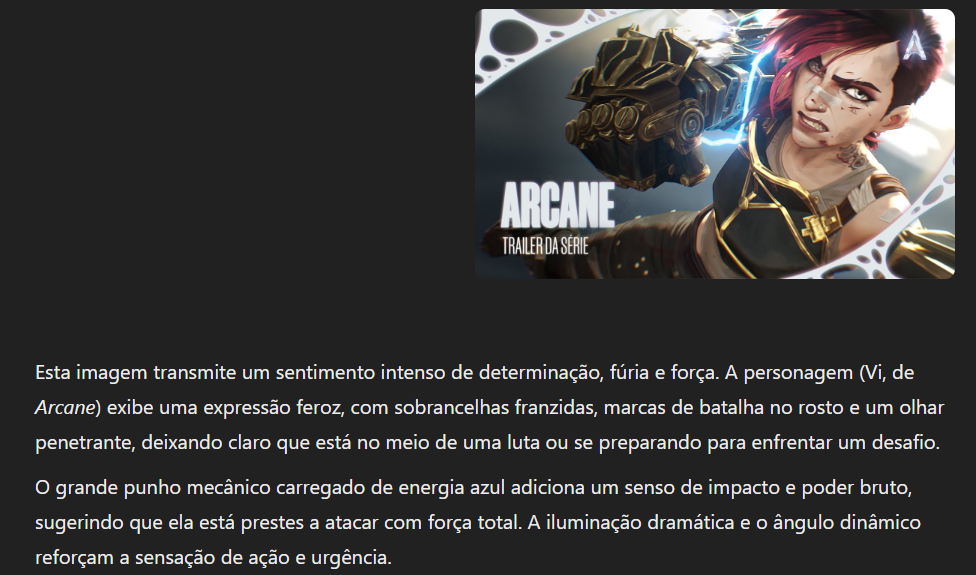 ARCANE
TRAILER DA SÉRIE
Esta imagem transmite um sentimento intenso de determinação, fúria e força. A personagem (Vi, de
Arcane) exibe uma expressão feroz, com sobrancelhas franzidas, marcas de batalha no rosto e um olhar
penetrante, deixando claro que está no meio de uma luta ou se preparando para enfrentar um desafio.
O grande punho mecânico carregado de energia azul adiciona um senso de impacto e poder bruto,
sugerindo que ela está prestes a atacar com força total. A iluminação dramática e o ângulo dinâmico
reforçam a sensação de ação e urgência.